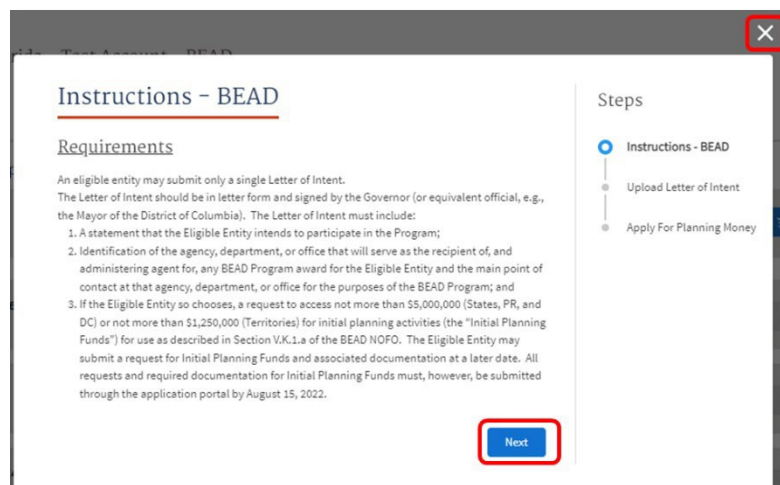 Test Account - BEAD
Instructions - BEAD
Requirements
An eligible entity may submit only a single Letter of Intent.
The Letter of Intent should be in letter form and signed by the Governor (or equivalent official, e.g.,
the Mayor of the District of Columbia). The Letter of Intent must include:
1. A statement that the Eligible Entity intends to participate in the Program;
2. Identification of the agency, department, or office that will serve as the recipient of, and
administering agent for, any BEAD Program award for the Eligible Entity and the main point of
contact at that agency, department, or office for the purposes of the BEAD Program; and
3. If the Eligible Entity so chooses, a request to access not more than $5,000,000 (States, PR, and
DC) or not more than $1,250,000 (Territories) for initial planning activities (the “Initial Planning
Funds”) for use as described in Section V.K.1.a of the BEAD NOFO. The Eligible Entity may
submit a request for Initial Planning Funds and associated documentation at a later date. All
requests and required documentation for Initial Planning Funds must, however, be submitted
through the application portal by August 15, 2022.
Next
Steps
Instructions - BEAD
Upload Letter of Intent
Apply For Planning Money